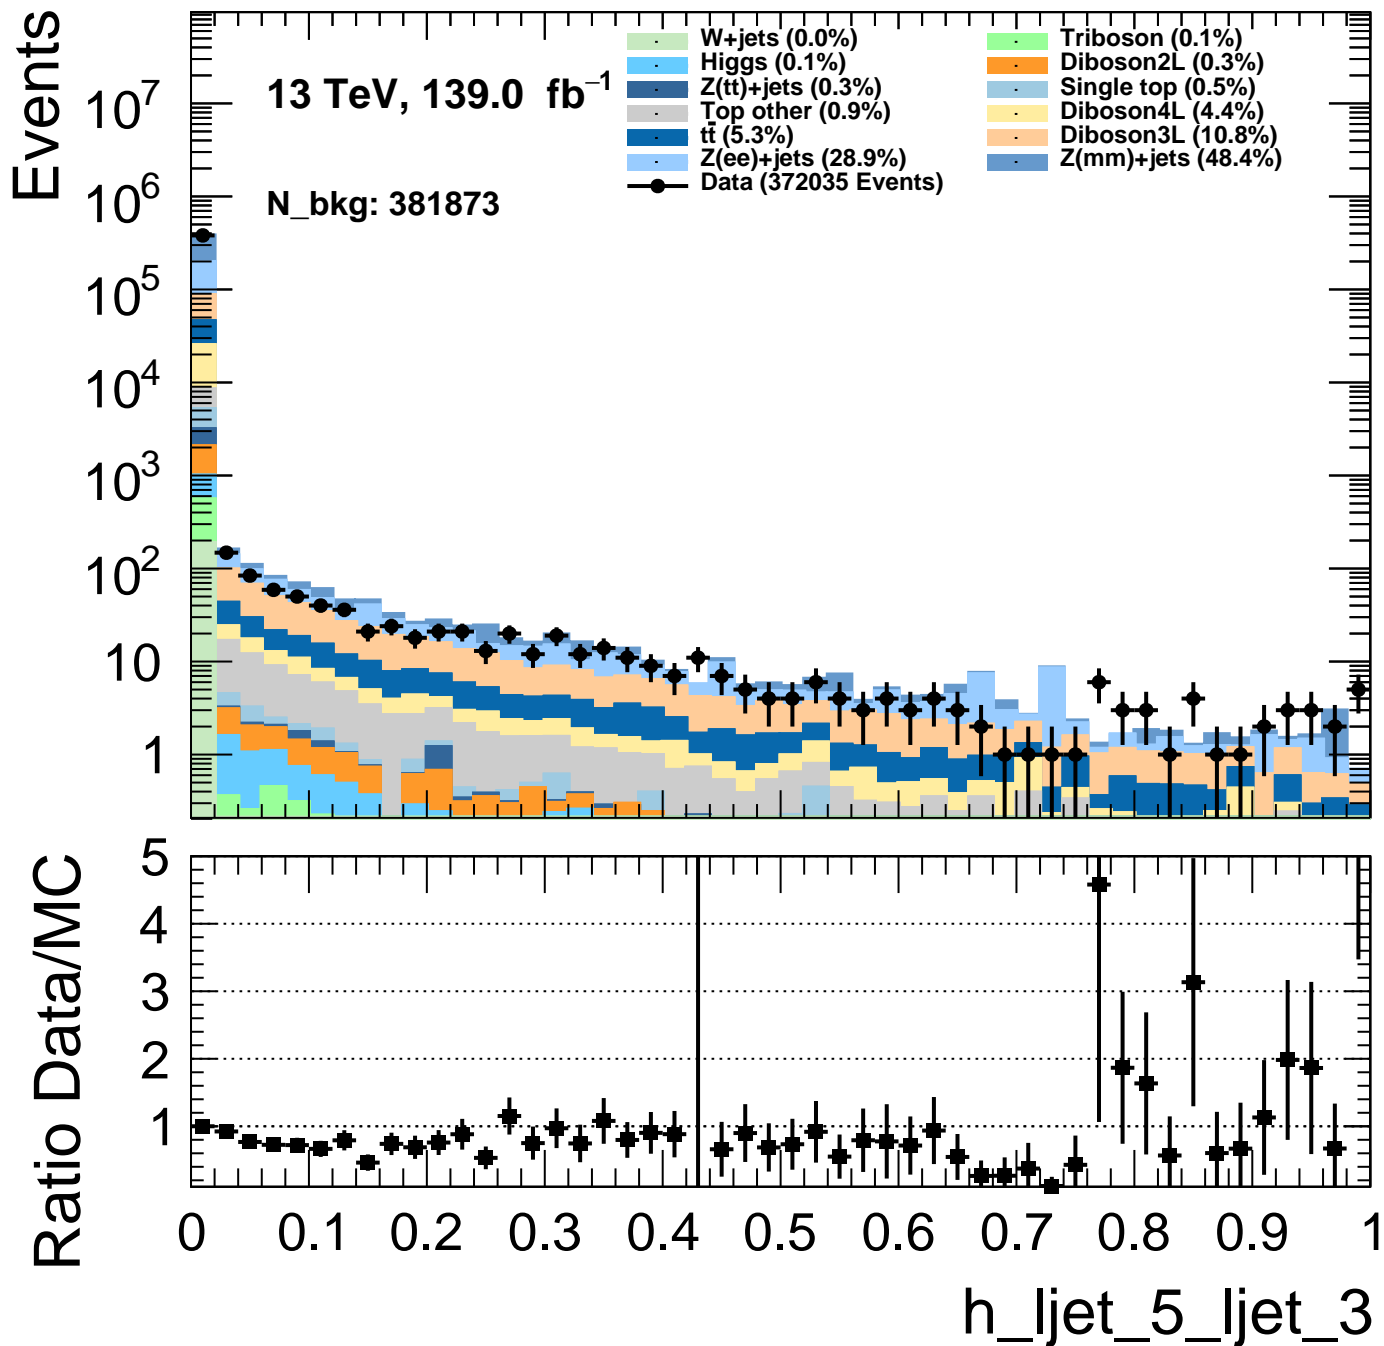 Events
13 TeV, 139.0 fb⁻¹
N_bkg: 381873
W+jets (0.0%)
Triboson (0.1%)
Higgs (0.1%)
Diboson2L (0.3%)
Z(tt)+jets (0.3%)
Single top (0.5%)
Top other (0.9%)
Diboson4L (4.4%)
tt̄ (5.3%)
Diboson3L (10.8%)
Z(ee)+jets (28.9%)
Z(mm)+jets (48.4%)
Data (372035 Events)
10⁷
10⁶
10⁵
10⁴
10³
10²
10
1
Ratio Data/MC
5
4
3
2
1
0 0.1 0.2 0.3 0.4 0.5 0.6 0.7 0.8 0.9 1
h_ljet_5_ljet_3